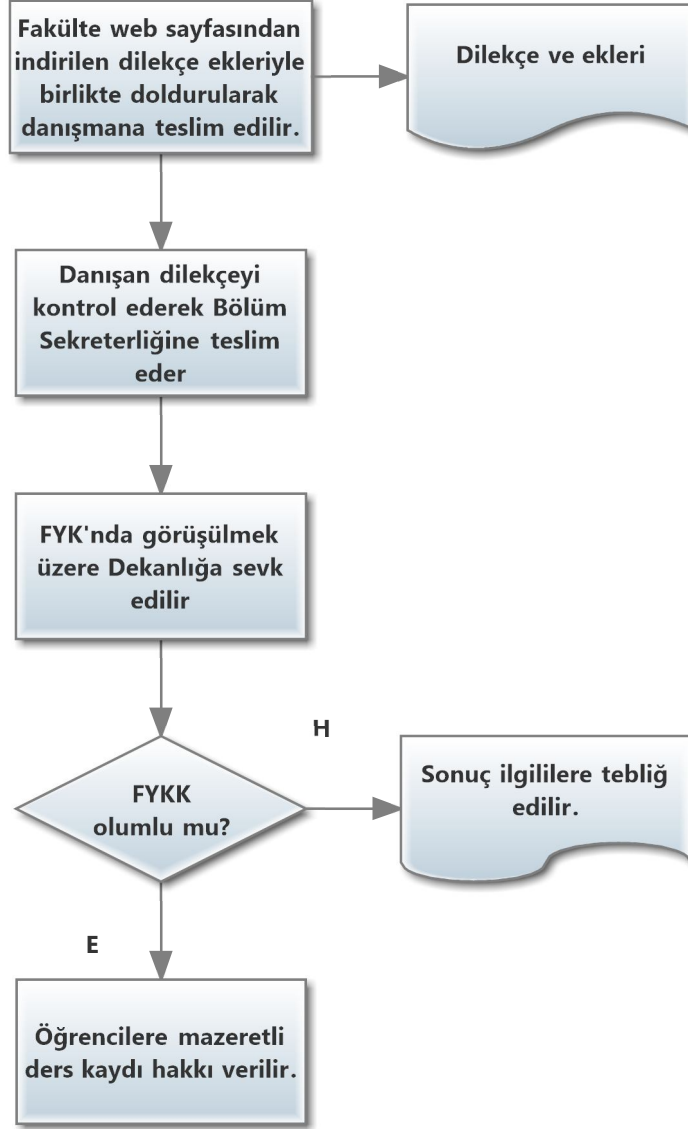 Fakülte web sayfasından
indirilen dilekçe ekleriyle
birlikte doldurularak
danışmana teslim edilir.
Dilekçe ve ekleri
Danışan dilekçeyi
kontrol ederek Bölüm
Sekreterliğine teslim
eder
FYK'nda görüşülmek
üzere Dekanlığa sevk
edilir
H
FYKK
olumlu mu?
Sonuç ilgililere tebliğ
edilir.
E
Öğrencilere mazeretli
ders kaydı hakkı verilir.